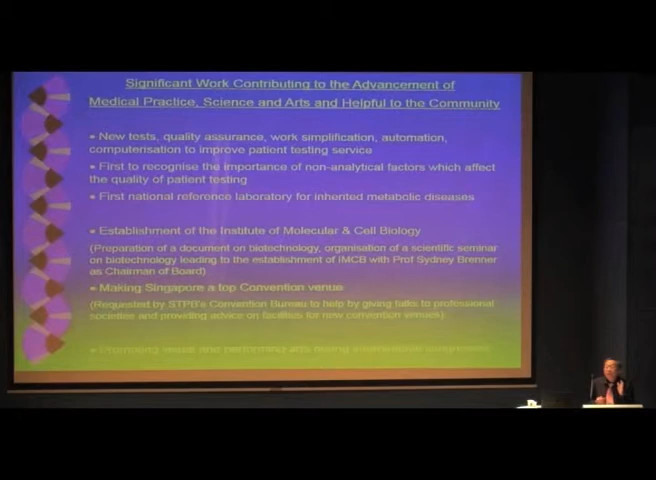 Significant Work Contributing to the Advancement of
Medical Practice, Science and Arts and Helpful to the Community
• New tests, quality assurance, work simplification, automation,
computerisation to improve patient testing service
• First to recognise the importance of non-analytical factors which affect
the quality of patient testing
• First national reference laboratory for inherited metabolic diseases
• Establishment of the Institute of Molecular & Cell Biology
(Preparation of a document on biotechnology, organisation of a scientific seminar
on biotechnology leading to the establishment of IMCB with Prof Sydney Brenner
as Chairman of Board)
• Making Singapore a top Convention venue
(Requested by STPB's Convention Bureau to help by giving talks to professional
societies and providing advice on facilities for new convention venues)
• Promoting visual and performing arts during